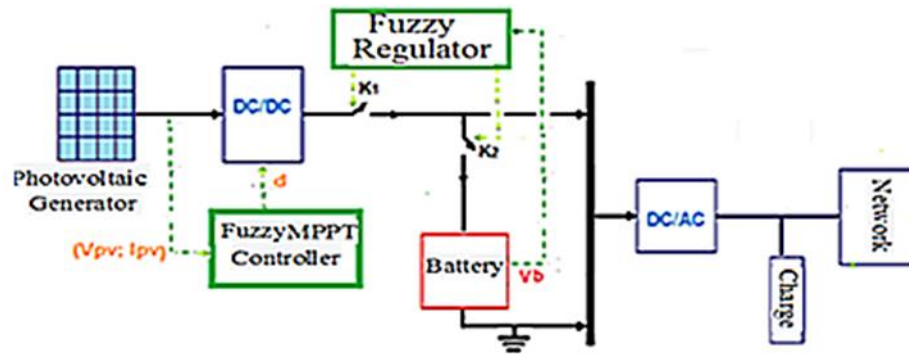 Fuzzy
Regulator
K1
DC/DC
K2
Photovoltaic
Generator
d
(Vpv; Ipv)
FuzzyMPPT
Controller
Battery
Vb
DC/AC
Network
Charge